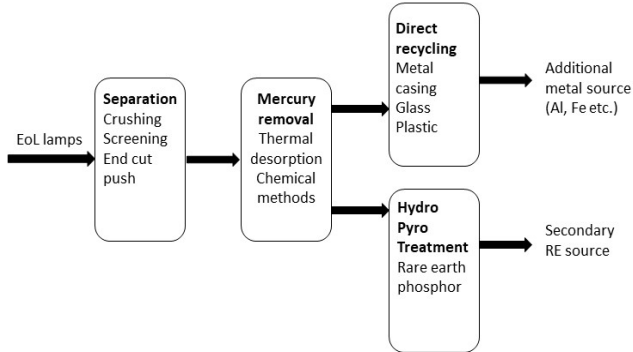 EoL lamps
Separation
Crushing
Screening
End cut
push
Mercury
removal
Thermal
desorption
Chemical
methods
Direct
recycling
Metal
casing
Glass
Plastic
Additional
metal source
(Al, Fe etc.)
Hydro
Pyro
Treatment
Rare earth
phosphor
Secondary
RE source